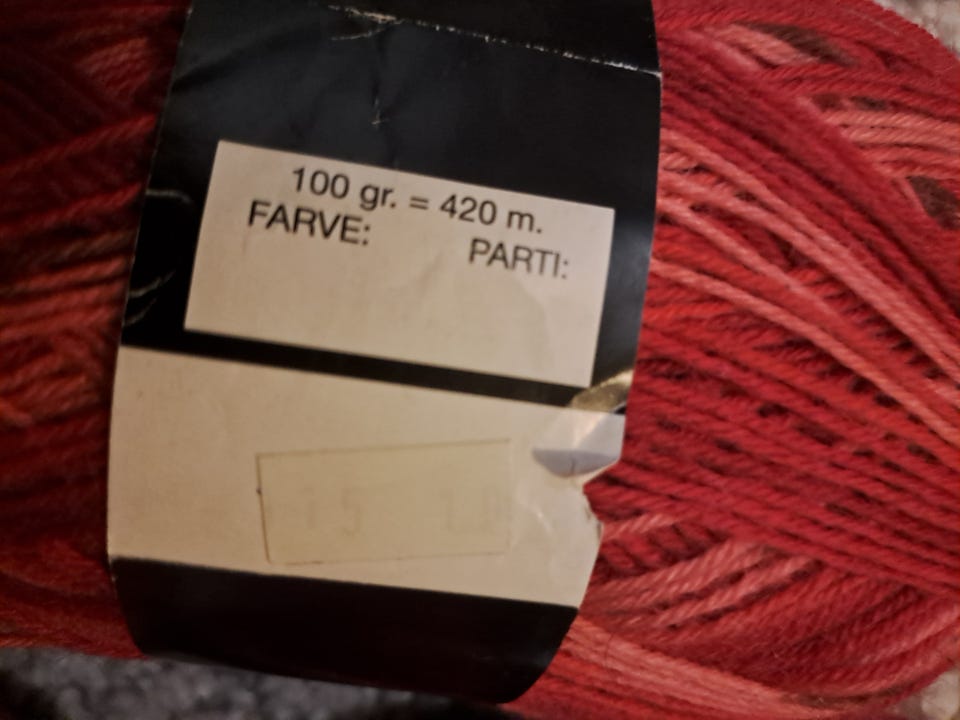 100 gr. = 420 m.
FARVE: PARTI: